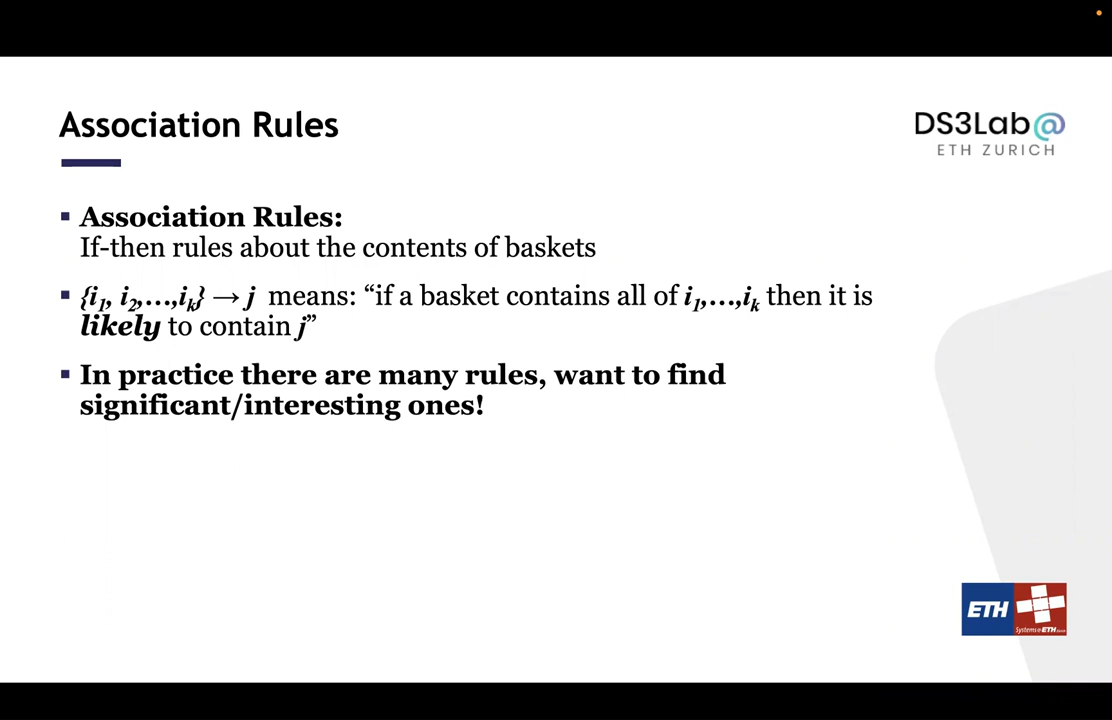 Association Rules
DS3Lab@
ETH ZURICH
▪ Association Rules:
If-then rules about the contents of baskets
▪ {i1, i2,…,ik} → j means: “if a basket contains all of i1,…,ik then it is
likely to contain j”
▪ In practice there are many rules, want to find
significant/interesting ones!
ETH
Systems@ETH